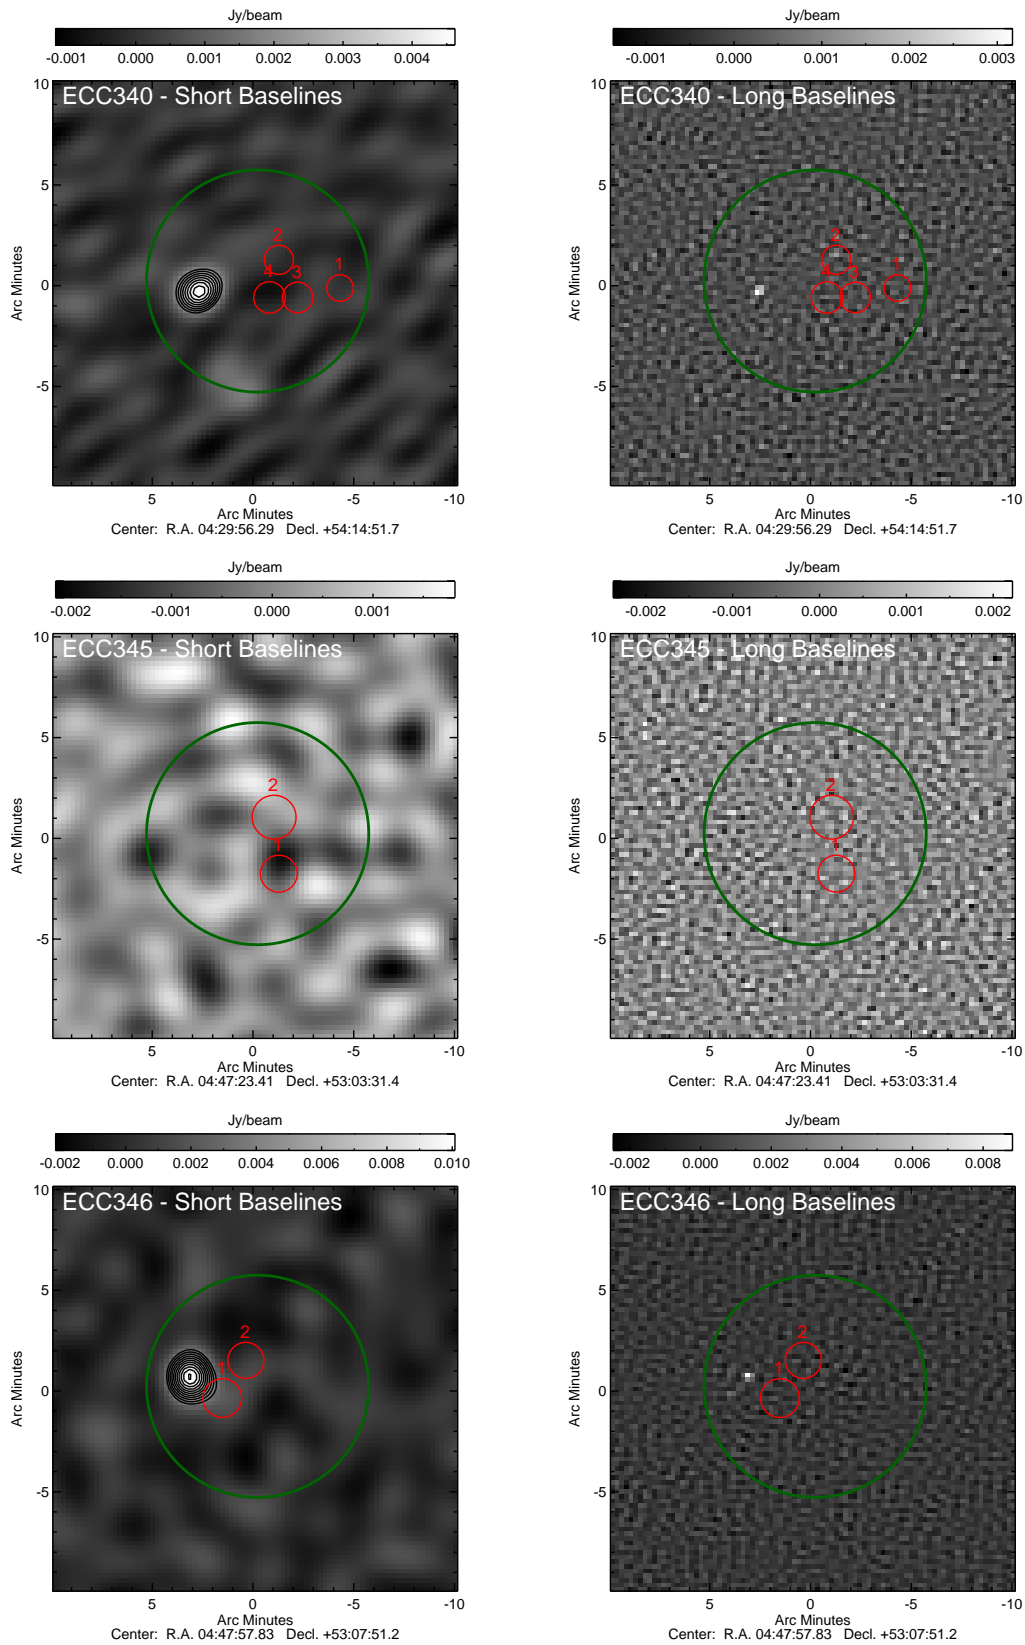 Jy/beam
-0.001 0.000 0.001 0.002 0.003 0.004
ECC340 - Short Baselines
Arc Minutes
10
5
0
-5
2
4 3 1
5 0 -5 -10
Arc Minutes
Center: R.A. 04:29:56.29 Decl. +54:14:51.7
Jy/beam
-0.001 0.000 0.001 0.002 0.003
ECC340 - Long Baselines
Arc Minutes
10
5
0
-5
2
4 3 1
5 0 -5 -10
Arc Minutes
Center: R.A. 04:29:56.29 Decl. +54:14:51.7
Jy/beam
-0.002 -0.001 0.000 0.001
ECC345 - Short Baselines
Arc Minutes
10
5
0
-5
2
1
5 0 -5 -10
Arc Minutes
Center: R.A. 04:47:23.41 Decl. +53:03:31.4
Jy/beam
-0.002 -0.001 0.000 0.001 0.002
ECC345 - Long Baselines
Arc Minutes
10
5
0
-5
2
1
5 0 -5 -10
Arc Minutes
Center: R.A. 04:47:23.41 Decl. +53:03:31.4
Jy/beam
-0.002 0.000 0.002 0.004 0.006 0.008 0.010
ECC346 - Short Baselines
Arc Minutes
10
5
0
-5
2
1
5 0 -5 -10
Arc Minutes
Center: R.A. 04:47:57.83 Decl. +53:07:51.2
Jy/beam
-0.002 0.000 0.002 0.004 0.006 0.008
ECC346 - Long Baselines
Arc Minutes
10
5
0
-5
2
1
5 0 -5 -10
Arc Minutes
Center: R.A. 04:47:57.83 Decl. +53:07:51.2